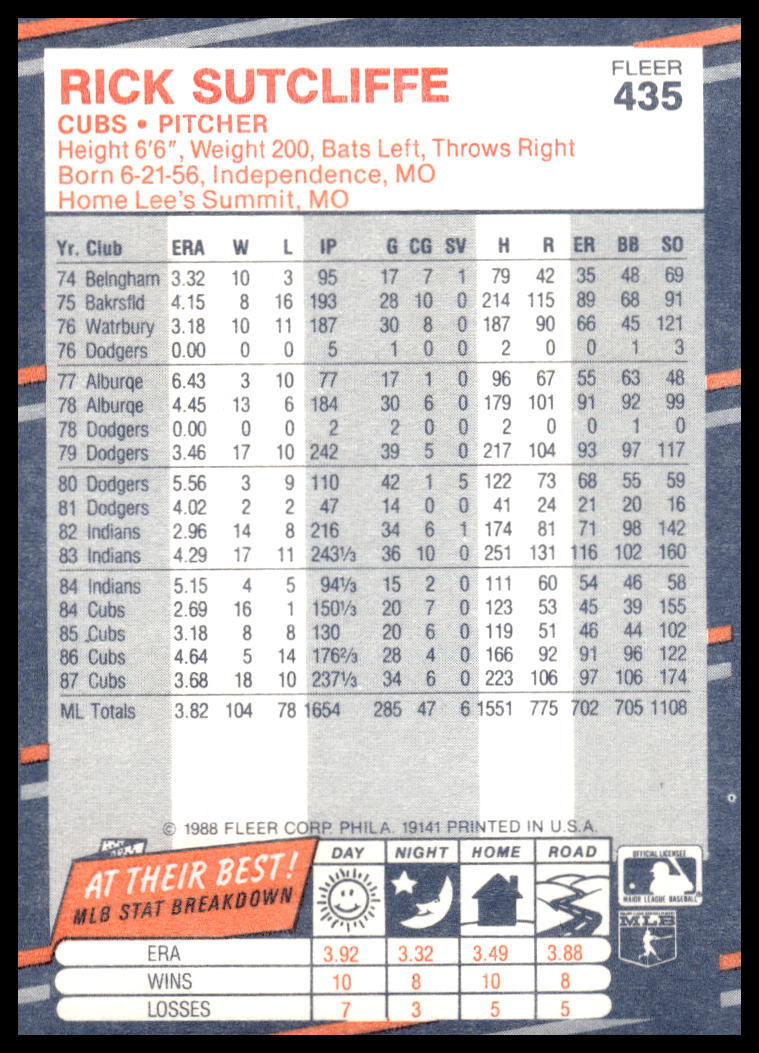 RICK SUTCLIFFE
FLEER
435
CUBS • PITCHER
Height 6'6", Weight 200, Bats Left, Throws Right
Born 6-21-56, Independence, MO
Home Lee's Summit, MO
Yr. Club ERA W L IP G CG SV H R ER BB SO
74 Belngham 3.32 10 3 95 17 7 1 79 42 35 48 69
75 Bakrsfld 4.15 8 16 193 28 10 0 214 115 89 68 91
76 Watrbury 3.18 10 11 187 30 8 0 187 90 66 45 121
76 Dodgers 0.00 0 0 5 1 0 0 2 0 0 1 3
77 Alburqe 6.43 3 10 77 17 1 0 96 67 55 63 48
78 Alburqe 4.45 13 6 184 30 6 0 179 101 91 92 99
78 Dodgers 0.00 0 0 2 2 0 0 2 0 0 1 0
79 Dodgers 3.46 17 10 242 39 5 0 217 104 93 97 117
80 Dodgers 5.56 3 9 110 42 1 5 122 73 68 55 59
81 Dodgers 4.02 2 2 47 14 0 0 41 24 21 20 16
82 Indians 2.96 14 8 216 34 6 1 174 81 71 98 142
83 Indians 4.29 17 11 243⅓ 36 10 0 251 131 116 102 160
84 Indians 5.15 4 5 94⅓ 15 2 0 111 60 54 46 58
84 Cubs 2.69 16 1 150⅓ 20 7 0 123 53 45 39 155
85 Cubs 3.18 8 8 130 20 6 0 119 51 46 44 102
86 Cubs 4.64 5 14 176⅔ 28 4 0 166 92 91 96 122
87 Cubs 3.68 18 10 237⅓ 34 6 0 223 106 97 106 174
ML Totals 3.82 104 78 1654 285 47 6 1551 775 702 705 1108
© 1988 FLEER CORP. PHILA. 19141 PRINTED IN U.S.A.
AT THEIR BEST!
MLB STAT BREAKDOWN
DAY NIGHT HOME ROAD
ERA 3.92 3.32 3.49 3.88
WINS 10 8 10 8
LOSSES 7 3 5 5
OFFICIAL LICENSEE
MAJOR LEAGUE BASEBALL
MLB